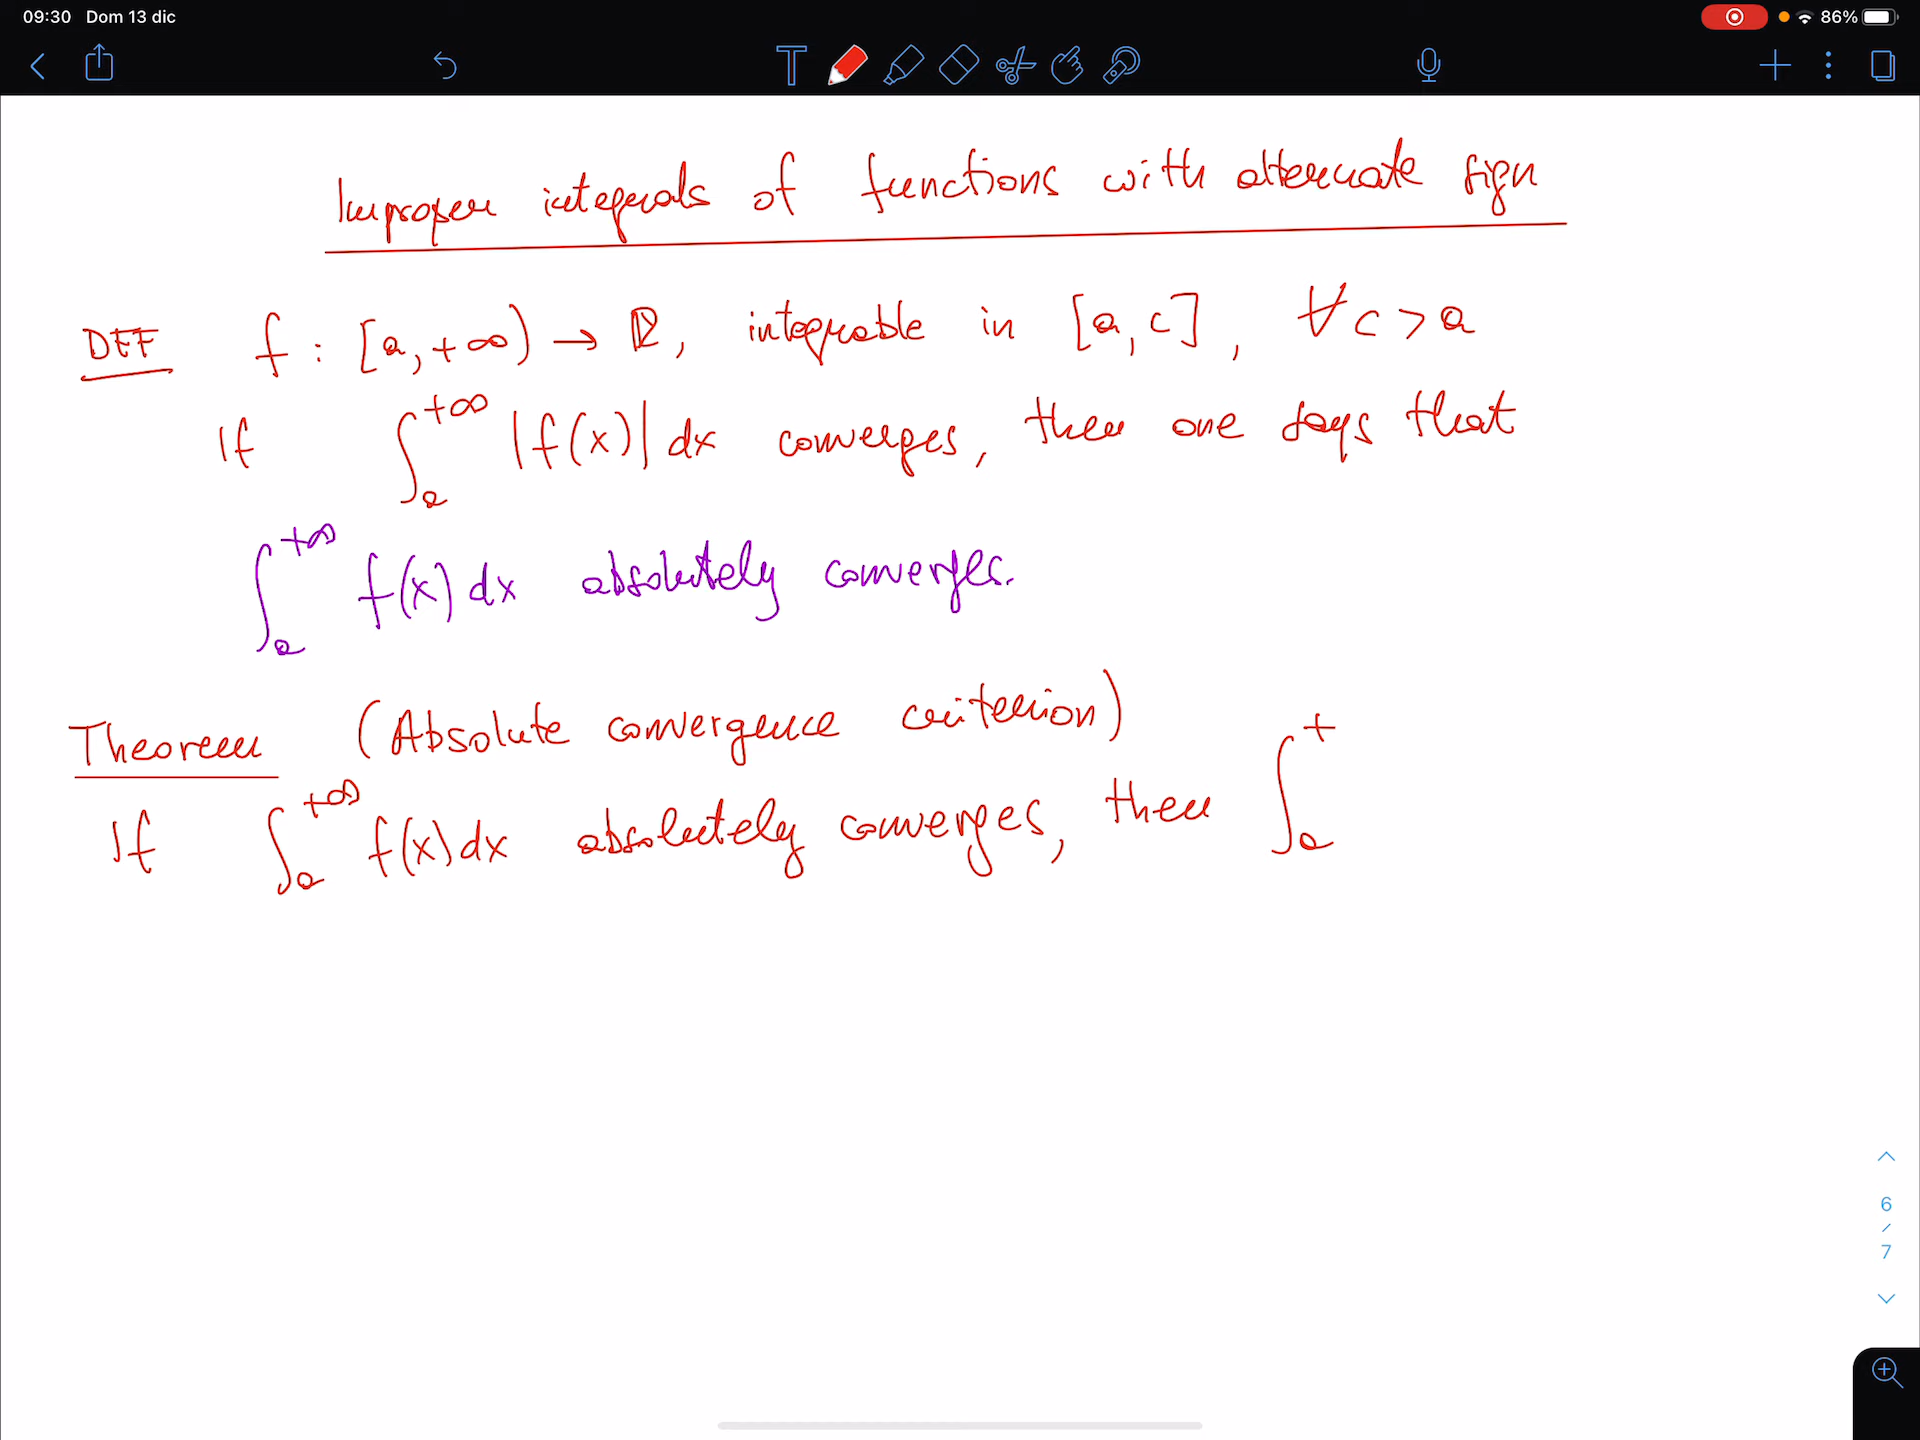 09:30 Dom 13 dic 86%
Improper integrals of functions with alternate sign
DEF f : [a, +∞) → ℝ, integrable in [a, c], ∀ c > a
If ∫_a^{+∞} |f(x)| dx converges, then one says that
∫_a^{+∞} f(x) dx absolutely converges.
Theorem (Absolute convergence criterion)
If ∫_a^{+∞} f(x) dx absolutely converges, then ∫_a^+
6
/
7